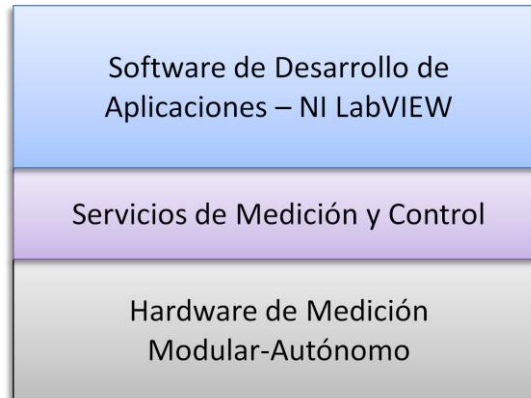 Software de Desarrollo de
Aplicaciones – NI LabVIEW
Servicios de Medición y Control
Hardware de Medición
Modular-Autónomo